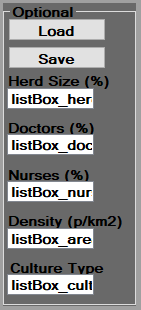 Optional
Load
Save
Herd Size (%)
listBox_her
Doctors (%)
listBox_doc
Nurses (%)
listBox_nur
Density (p/km2)
listBox_are
Culture Type
listBox_cult